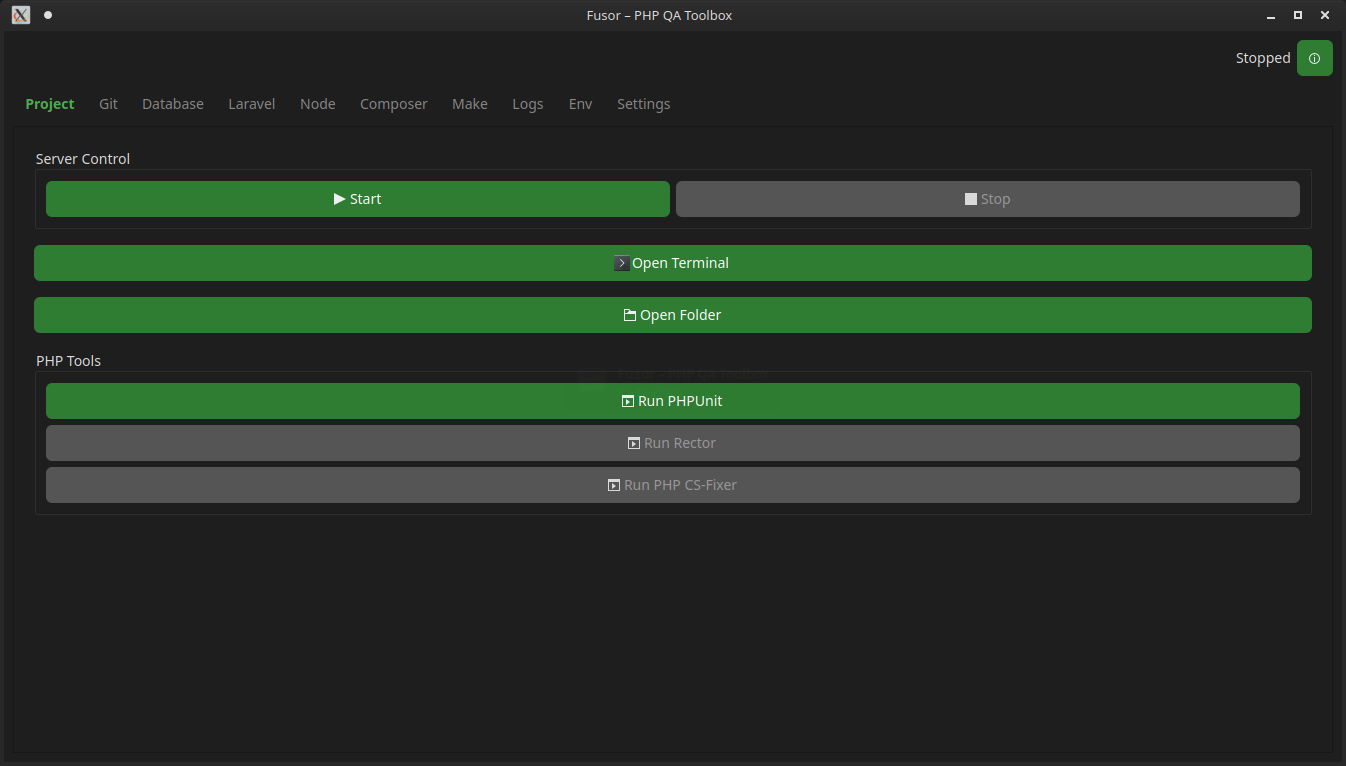 Fusor – PHP QA Toolbox
Stopped
Project Git Database Laravel Node Composer Make Logs Env Settings
Server Control
Start Stop
Open Terminal
Open Folder
PHP Tools
Run PHPUnit
Run Rector
Run PHP CS-Fixer